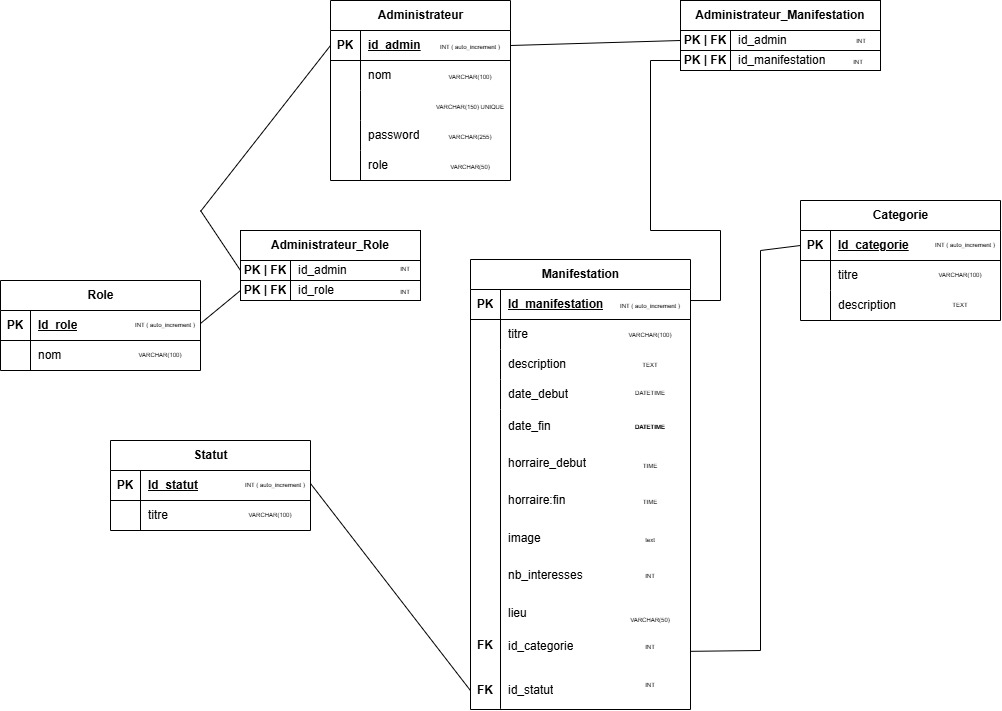 Administrateur
PK id_admin INT ( auto_increment )
nom VARCHAR(100)
VARCHAR(150) UNIQUE
password VARCHAR(255)
role VARCHAR(50)
Administrateur_Manifestation
PK | FK id_admin INT
PK | FK id_manifestation INT
Administrateur_Role
PK | FK id_admin INT
PK | FK id_role INT
Role
PK Id_role INT ( auto_increment )
nom VARCHAR(100)
Categorie
PK Id_categorie INT ( auto_increment )
titre VARCHAR(100)
description TEXT
Manifestation
PK Id_manifestation INT ( auto_increment )
titre VARCHAR(100)
description TEXT
date_debut DATETIME
date_fin DATETIME
horraire_debut TIME
horraire:fin TIME
image text
nb_interesses INT
lieu VARCHAR(50)
FK id_categorie INT
FK id_statut INT
Statut
PK Id_statut INT ( auto_increment )
titre VARCHAR(100)